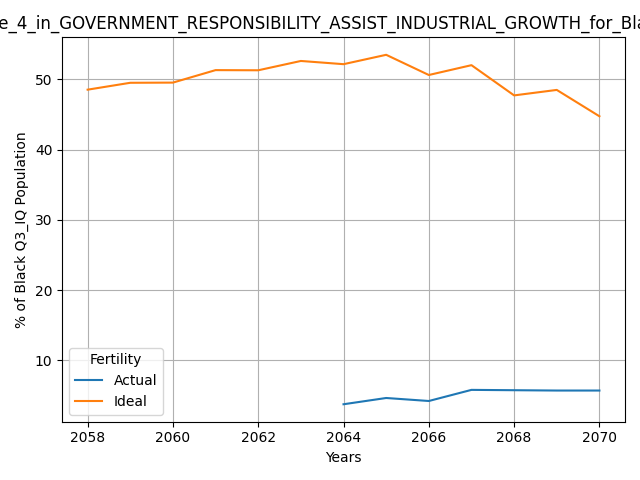 e_4_in_GOVERNMENT_RESPONSIBILITY_ASSIST_INDUSTRIAL_GROWTH_for_Bla
% of Black Q3_IQ Population
50
40
30
20
10
Fertility
Actual
Ideal
2058 2060 2062 2064 2066 2068 2070
Years